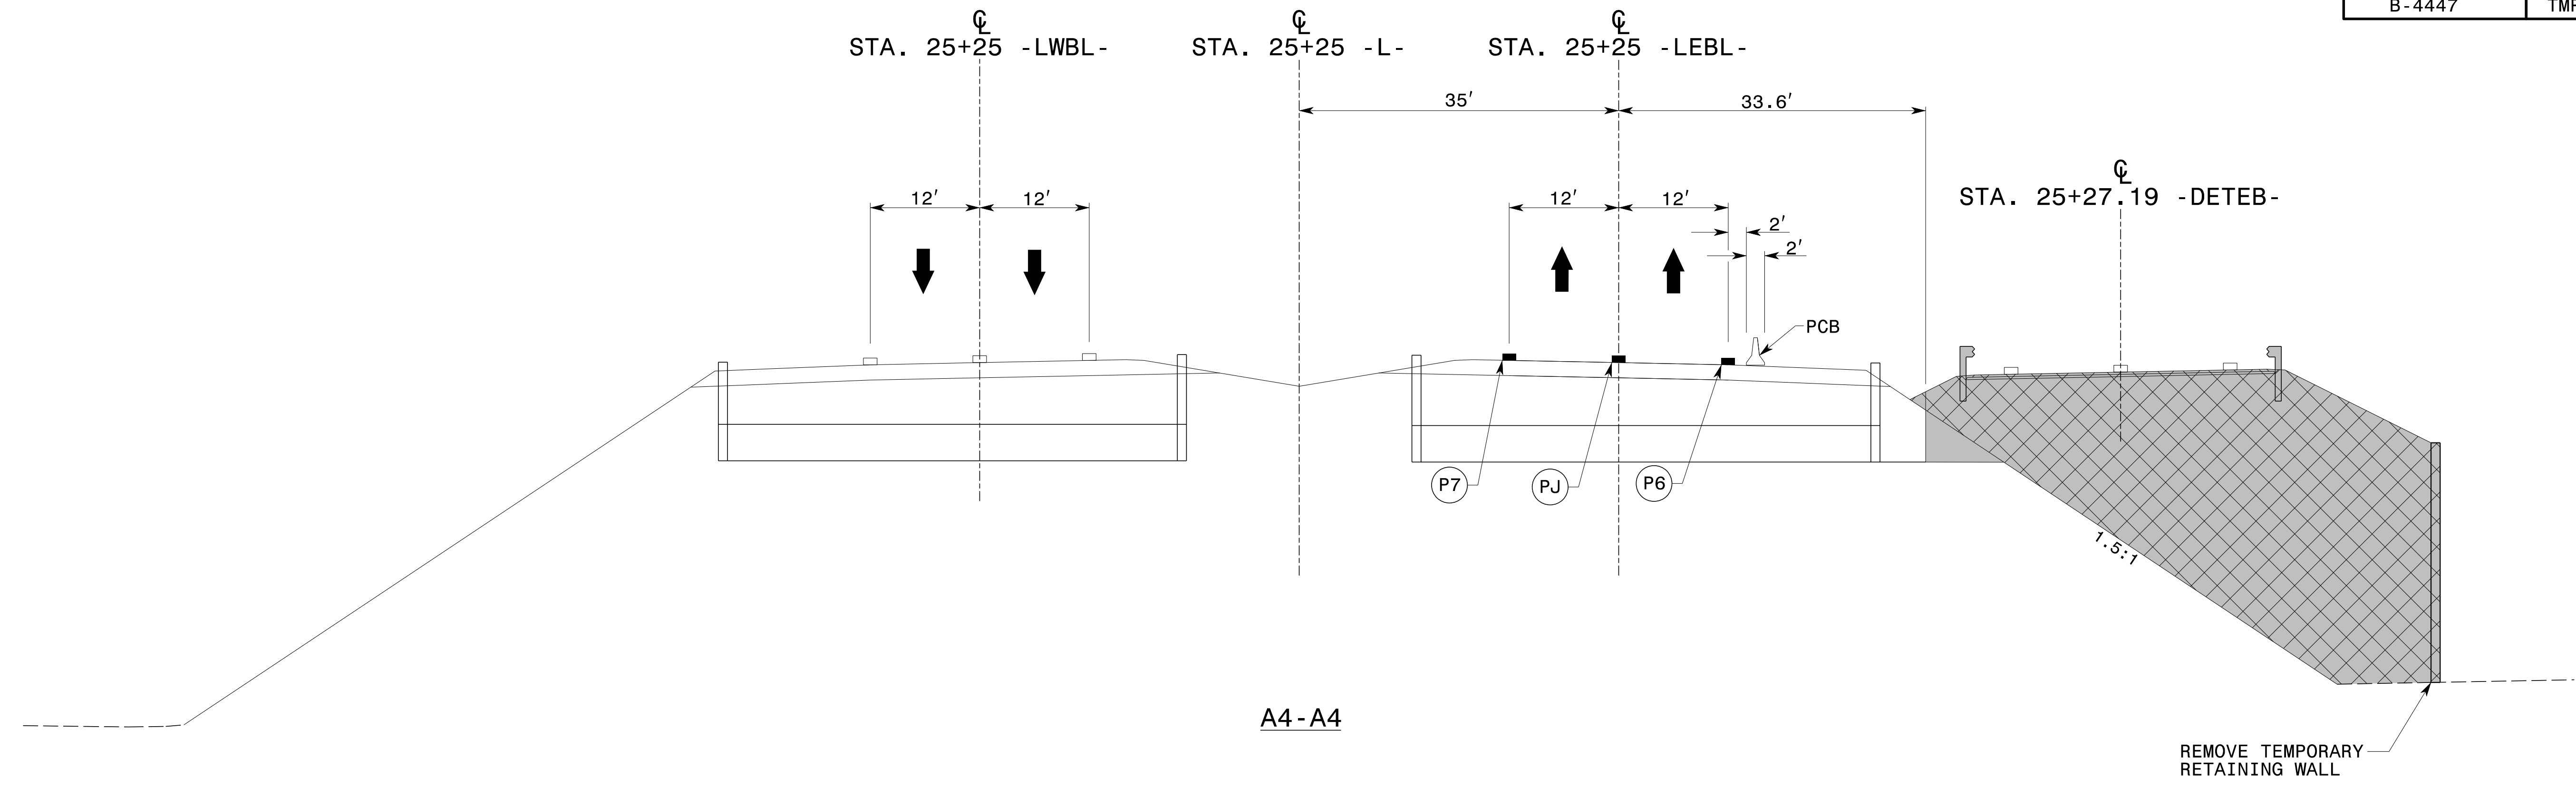 B-4447
STA. 25+25 -LWBL-
STA. 25+25 -L-
STA. 25+25 -LEBL-
35'
33.6'
STA. 25+27.19 -DETEB-
12'
12'
12'
12'
2'
2'
PCB
P7
PJ
P6
1.5:1
A4-A4
REMOVE TEMPORARY
RETAINING WALL